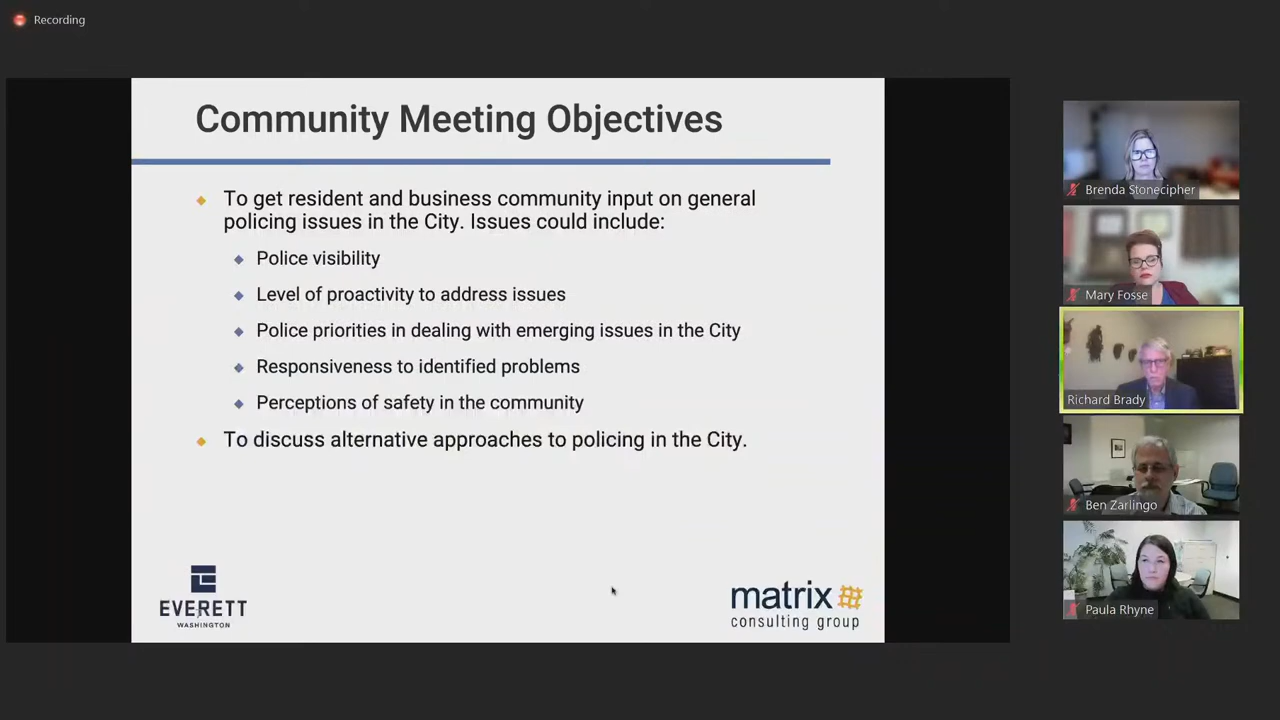 Recording
Community Meeting Objectives
To get resident and business community input on general
policing issues in the City. Issues could include:
Police visibility
Level of proactivity to address issues
Police priorities in dealing with emerging issues in the City
Responsiveness to identified problems
Perceptions of safety in the community
To discuss alternative approaches to policing in the City.
EVERETT
WASHINGTON
matrix
consulting group
Brenda Stonecipher
Mary Fosse
Richard Brady
Ben Zarlingo
Paula Rhyne